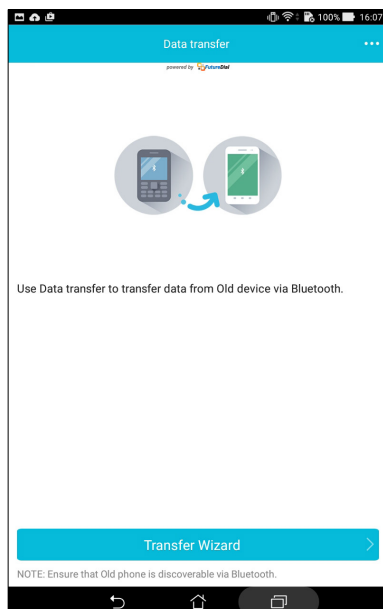 100% 16:07
Data transfer
powered by FutureDial
Use Data transfer to transfer data from Old device via Bluetooth.
Transfer Wizard
NOTE: Ensure that Old phone is discoverable via Bluetooth.